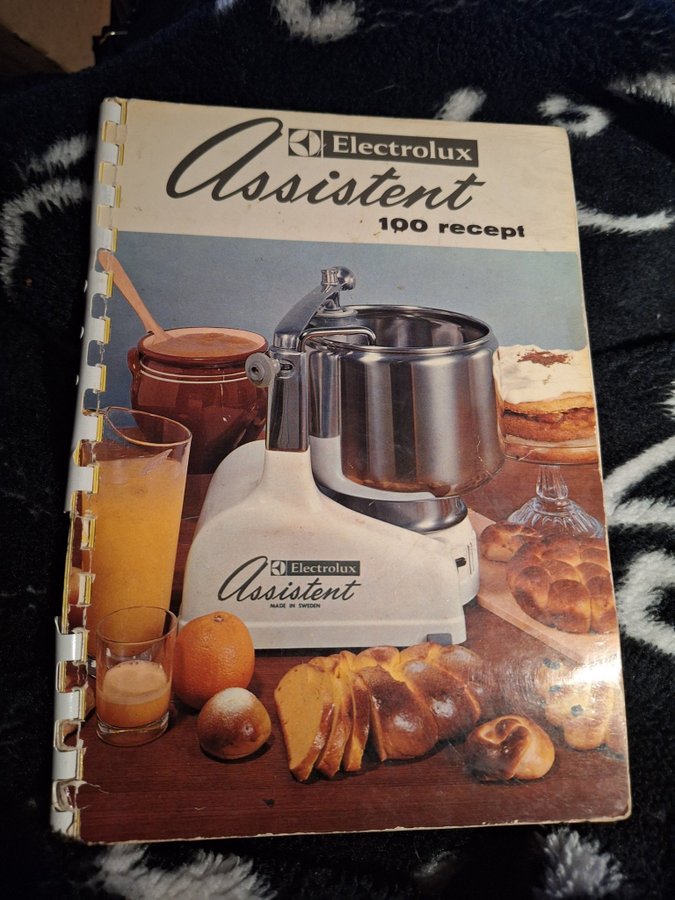 Electrolux
Assistent
100 recept
Electrolux
Assistent
MADE IN SWEDEN